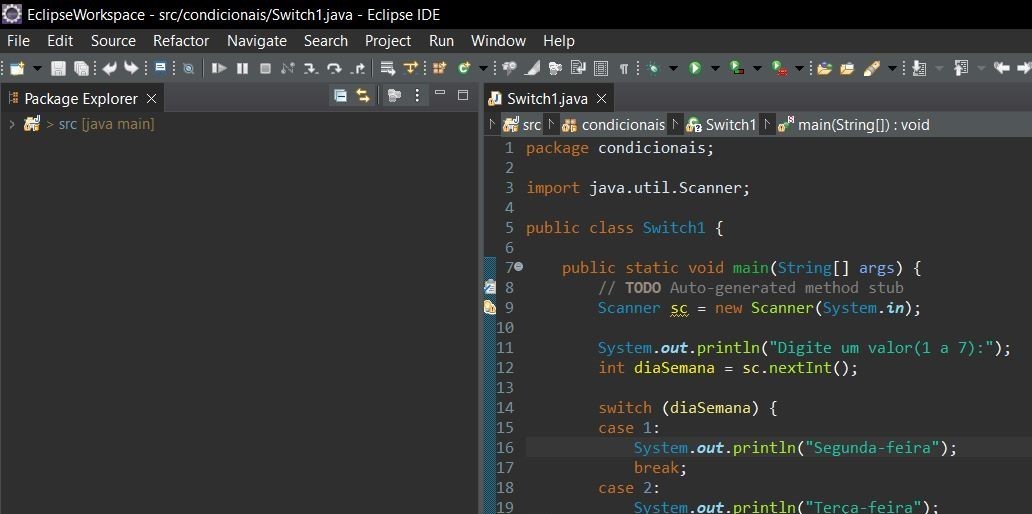 EclipseWorkspace - src/condicionais/Switch1.java - Eclipse IDE
File Edit Source Refactor Navigate Search Project Run Window Help
Package Explorer
> src [java main]
Switch1.java
src condicionais Switch1 main(String[]) : void
1 package condicionais;
2
3 import java.util.Scanner;
4
5 public class Switch1 {
6
7 public static void main(String[] args) {
8 // TODO Auto-generated method stub
9 Scanner sc = new Scanner(System.in);
10
11 System.out.println("Digite um valor(1 a 7):");
12 int diaSemana = sc.nextInt();
13
14 switch (diaSemana) {
15 case 1:
16 System.out.println("Segunda-feira");
17 break;
18 case 2:
19 System.out.println("Terca-feira");